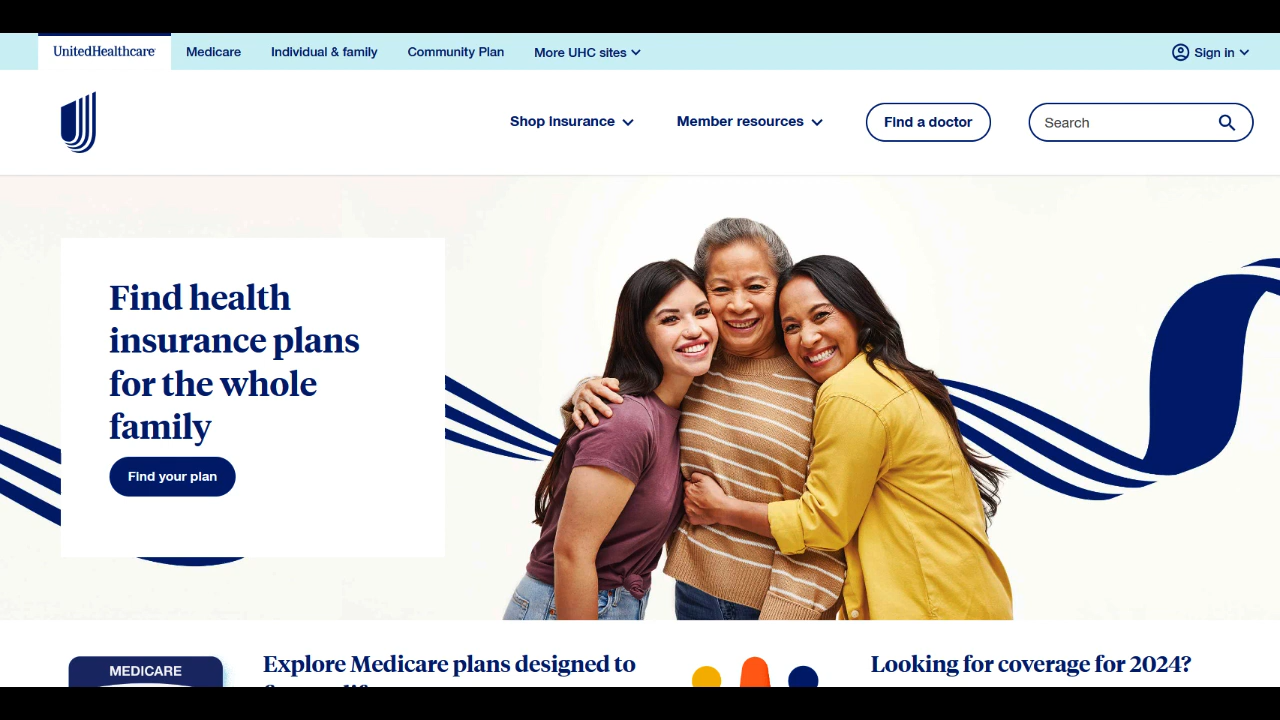 UnitedHealthcare Medicare Individual & family Community Plan More UHC sites Sign in
Shop insurance Member resources Find a doctor Search
Find health
insurance plans
for the whole
family
Find your plan
MEDICARE
Explore Medicare plans designed to
Looking for coverage for 2024?